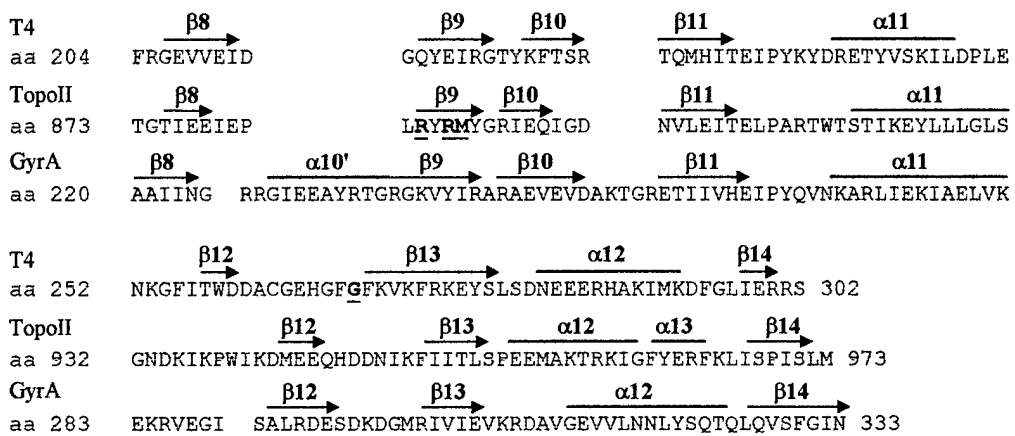 T4 β8 β9 β10 β11 α11
aa 204 FRGEVVEID GQYEIRGTYKFTSR TQMHITEIPYKYDRETYVSKILDPLE
TopoII β8 β9 β10 β11 α11
aa 873 TGTIEEIEP LRYRMYGRIEQIGD NVLEITELPARTWTSTIKEYLLLGLS
GyrA β8 α10' β9 β10 β11 α11
aa 220 AAIING RRGIEEAYRTGRGKVYIRARAEVEVDAKTGRETIIVHEIPYQVNKARLIEKIAELVK
T4 β12 β13 α12 β14
aa 252 NKGFITWDDACGEHGFGFKVKFRKEYSLSDNEEERHAKIMKDFGLIERRS 302
TopoII β12 β13 α12 α13 β14
aa 932 GNDKIKPWIKDMEEQHDDNIKFIITLSPEEMAKTRKIGFYERFKLISPISLM 973
GyrA β12 β13 α12 β14
aa 283 EKRVEGI SALRDESDKDGMRIVIEVKRDAVGEVVLNNLYSQTQLQVSFGIN 333